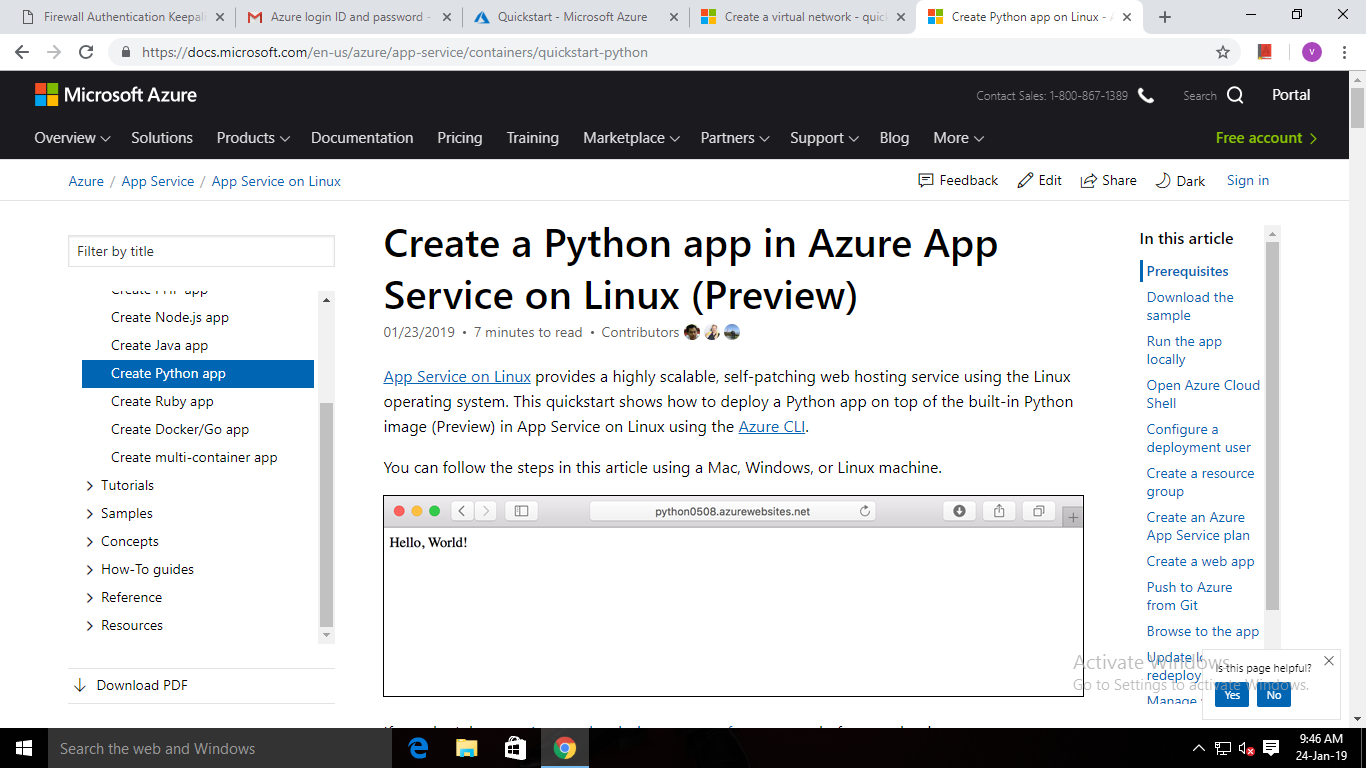 Firewall Authentication Keepali
Azure login ID and password -
Quickstart - Microsoft Azure
Create a virtual network - quic
Create Python app on Linux - A
https://docs.microsoft.com/en-us/azure/app-service/containers/quickstart-python
V
Microsoft Azure
Contact Sales: 1-800-867-1389
Search
Portal
Overview
Solutions
Products
Documentation
Pricing
Training
Marketplace
Partners
Support
Blog
More
Free account
Azure / App Service / App Service on Linux
Feedback
Edit
Share
Dark
Sign in
Filter by title
Create PHP app
Create Node.js app
Create Java app
Create Python app
Create Ruby app
Create Docker/Go app
Create multi-container app
Tutorials
Samples
Concepts
How-To guides
Reference
Resources
Download PDF
Create a Python app in Azure App
Service on Linux (Preview)
01/23/2019 • 7 minutes to read • Contributors
App Service on Linux provides a highly scalable, self-patching web hosting service using the Linux
operating system. This quickstart shows how to deploy a Python app on top of the built-in Python
image (Preview) in App Service on Linux using the Azure CLI.
You can follow the steps in this article using a Mac, Windows, or Linux machine.
python0508.azurewebsites.net
Hello, World!
In this article
Prerequisites
Download the
sample
Run the app
locally
Open Azure Cloud
Shell
Configure a
deployment user
Create a resource
group
Create an Azure
App Service plan
Create a web app
Push to Azure
from Git
Browse to the app
Update l
redeploy
Manage
Activate Windows
Go to Settings to activate Windows.
Is this page helpful?
Yes
No
Search the web and Windows
9:46 AM
24-Jan-19